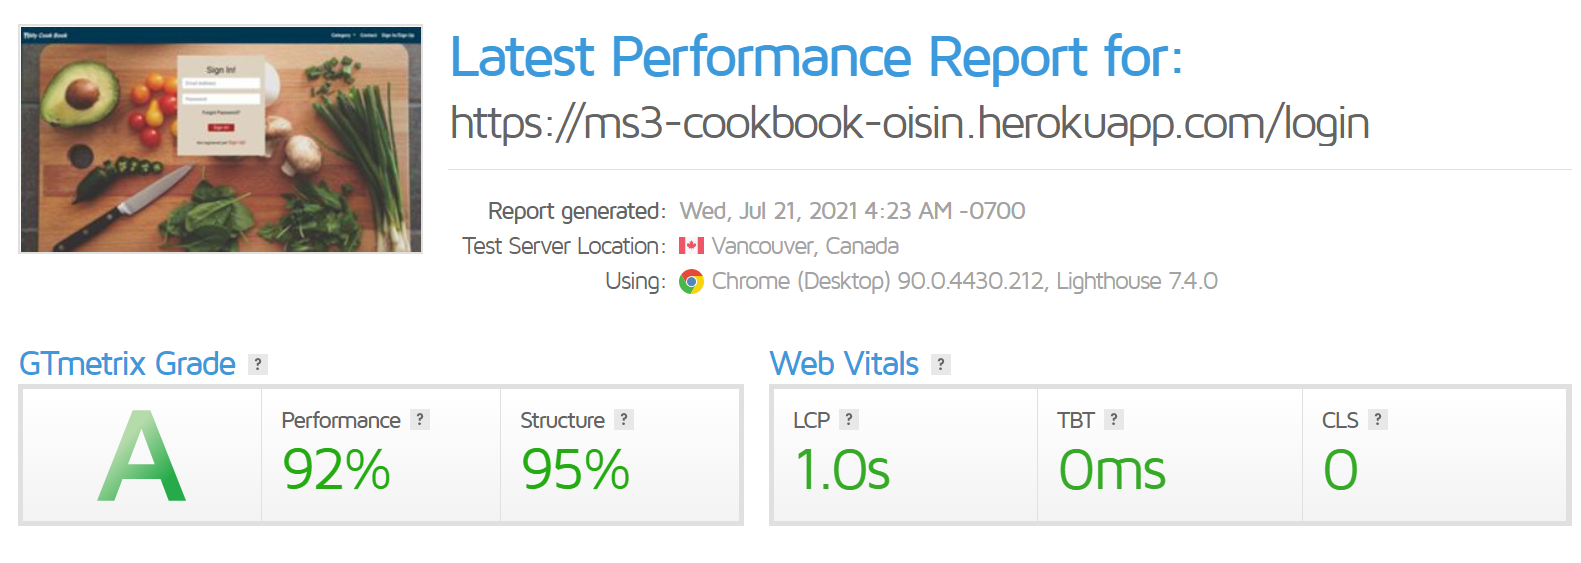 My Cook Book
Category Contact Sign In/Sign Up
Sign In!
Email Address
Password
Forgot Password?
Sign In
Not registered yet? Sign Up!
Latest Performance Report for:
https://ms3-cookbook-oisin.herokuapp.com/login
Report generated: Wed, Jul 21, 2021 4:23 AM -0700
Test Server Location: Vancouver, Canada
Using: Chrome (Desktop) 90.0.4430.212, Lighthouse 7.4.0
GTmetrix Grade ?
A
Performance ?
92%
Structure ?
95%
Web Vitals ?
LCP ?
1.0s
TBT ?
0ms
CLS ?
0